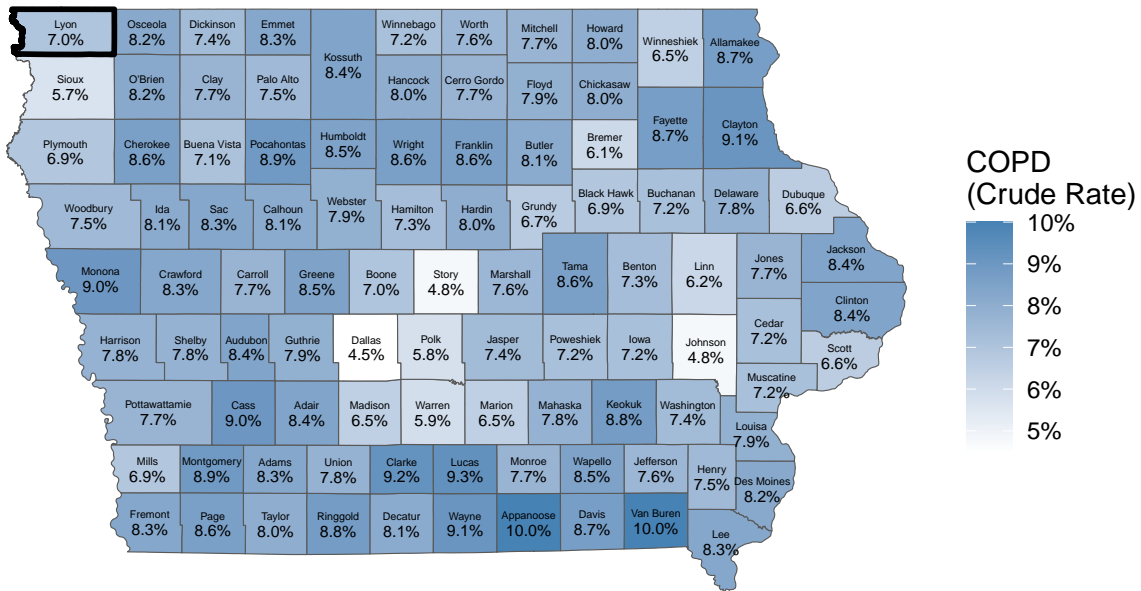 Lyon
7.0%
Osceola
8.2%
Dickinson
7.4%
Emmet
8.3%
Kossuth
8.4%
Winnebago
7.2%
Worth
7.6%
Mitchell
7.7%
Howard
8.0%
Winneshiek
6.5%
Allamakee
8.7%
Sioux
5.7%
O'Brien
8.2%
Clay
7.7%
Palo Alto
7.5%
Hancock
8.0%
Cerro Gordo
7.7%
Floyd
7.9%
Chickasaw
8.0%
Fayette
8.7%
Clayton
9.1%
Plymouth
6.9%
Cherokee
8.6%
Buena Vista
7.1%
Pocahontas
8.9%
Humboldt
8.5%
Wright
8.6%
Franklin
8.6%
Butler
8.1%
Bremer
6.1%
COPD
(Crude Rate)
10%
9%
8%
7%
6%
5%
Woodbury
7.5%
Ida
8.1%
Sac
8.3%
Calhoun
8.1%
Webster
7.9%
Hamilton
7.3%
Hardin
8.0%
Grundy
6.7%
Black Hawk
6.9%
Buchanan
7.2%
Delaware
7.8%
Dubuque
6.6%
Monona
9.0%
Crawford
8.3%
Carroll
7.7%
Greene
8.5%
Boone
7.0%
Story
4.8%
Marshall
7.6%
Tama
8.6%
Benton
7.3%
Linn
6.2%
Jones
7.7%
Jackson
8.4%
Clinton
8.4%
Harrison
7.8%
Shelby
7.8%
Audubon
8.4%
Guthrie
7.9%
Dallas
4.5%
Polk
5.8%
Jasper
7.4%
Poweshiek
7.2%
Iowa
7.2%
Johnson
4.8%
Cedar
7.2%
Scott
6.6%
Muscatine
7.2%
Pottawattamie
7.7%
Cass
9.0%
Adair
8.4%
Madison
6.5%
Warren
5.9%
Marion
6.5%
Mahaska
7.8%
Keokuk
8.8%
Washington
7.4%
Louisa
7.9%
Mills
6.9%
Montgomery
8.9%
Adams
8.3%
Union
7.8%
Clarke
9.2%
Lucas
9.3%
Monroe
7.7%
Wapello
8.5%
Jefferson
7.6%
Henry
7.5%
Des Moines
8.2%
Fremont
8.3%
Page
8.6%
Taylor
8.0%
Ringgold
8.8%
Decatur
8.1%
Wayne
9.1%
Appanoose
10.0%
Davis
8.7%
Van Buren
10.0%
Lee
8.3%